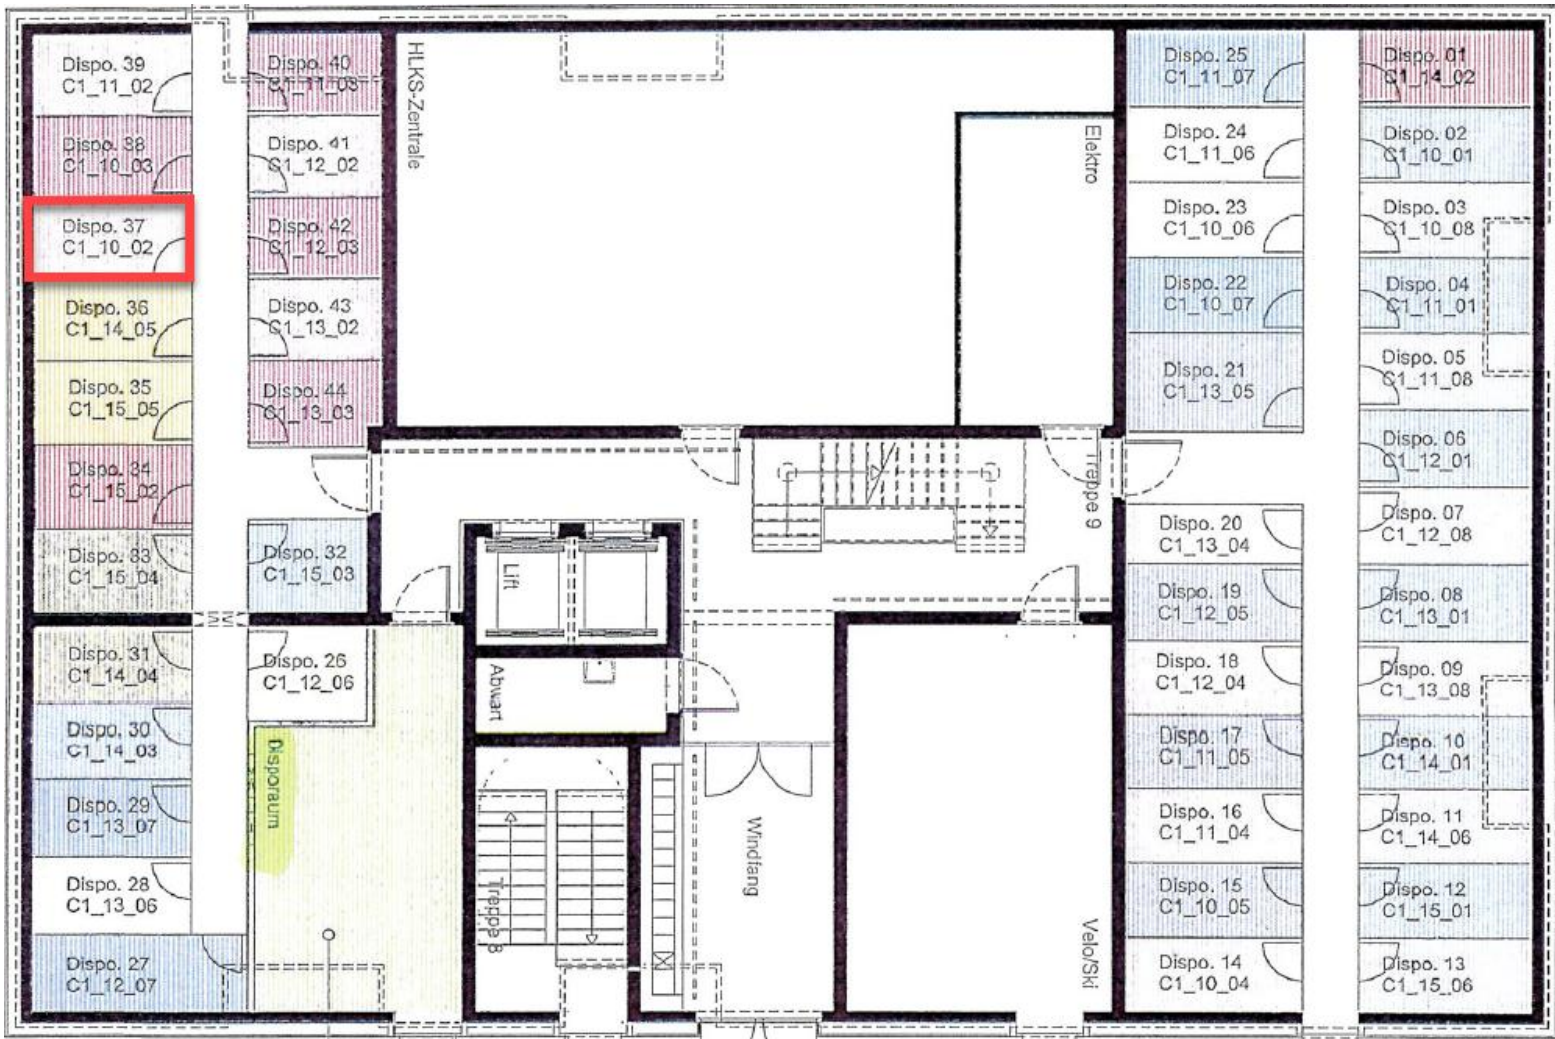 Dispo. 39
C1_11_02
Dispo. 38
C1_10_03
Dispo. 37
C1_10_02
Dispo. 36
C1_14_05
Dispo. 35
C1_15_05
Dispo. 34
C1_15_02
Dispo. 33
C1_15_04
Dispo. 31
C1_14_04
Dispo. 30
C1_14_03
Dispo. 29
C1_13_07
Dispo. 28
C1_13_06
Dispo. 27
C1_12_07
Dispo. 40
C1_11_03
Dispo. 41
C1_12_02
Dispo. 42
C1_12_03
Dispo. 43
C1_13_02
Dispo. 44
C1_13_03
Dispo. 32
C1_15_03
Dispo. 26
C1_12_06
Disporaum
HLKS-Zentrale
Elektro
Treppe 9
Lift
Abwart
Treppe 8
Windfang
Velo/Ski
Dispo. 25
C1_11_07
Dispo. 24
C1_11_06
Dispo. 23
C1_10_06
Dispo. 22
C1_10_07
Dispo. 21
C1_13_05
Dispo. 20
C1_13_04
Dispo. 19
C1_12_05
Dispo. 18
C1_12_04
Dispo. 17
C1_11_05
Dispo. 16
C1_11_04
Dispo. 15
C1_10_05
Dispo. 14
C1_10_04
Dispo. 01
C1_14_02
Dispo. 02
C1_10_01
Dispo. 03
C1_10_08
Dispo. 04
C1_11_01
Dispo. 05
C1_11_08
Dispo. 06
C1_12_01
Dispo. 07
C1_12_08
Dispo. 08
C1_13_01
Dispo. 09
C1_13_08
Dispo. 10
C1_14_01
Dispo. 11
C1_14_06
Dispo. 12
C1_15_01
Dispo. 13
C1_15_06